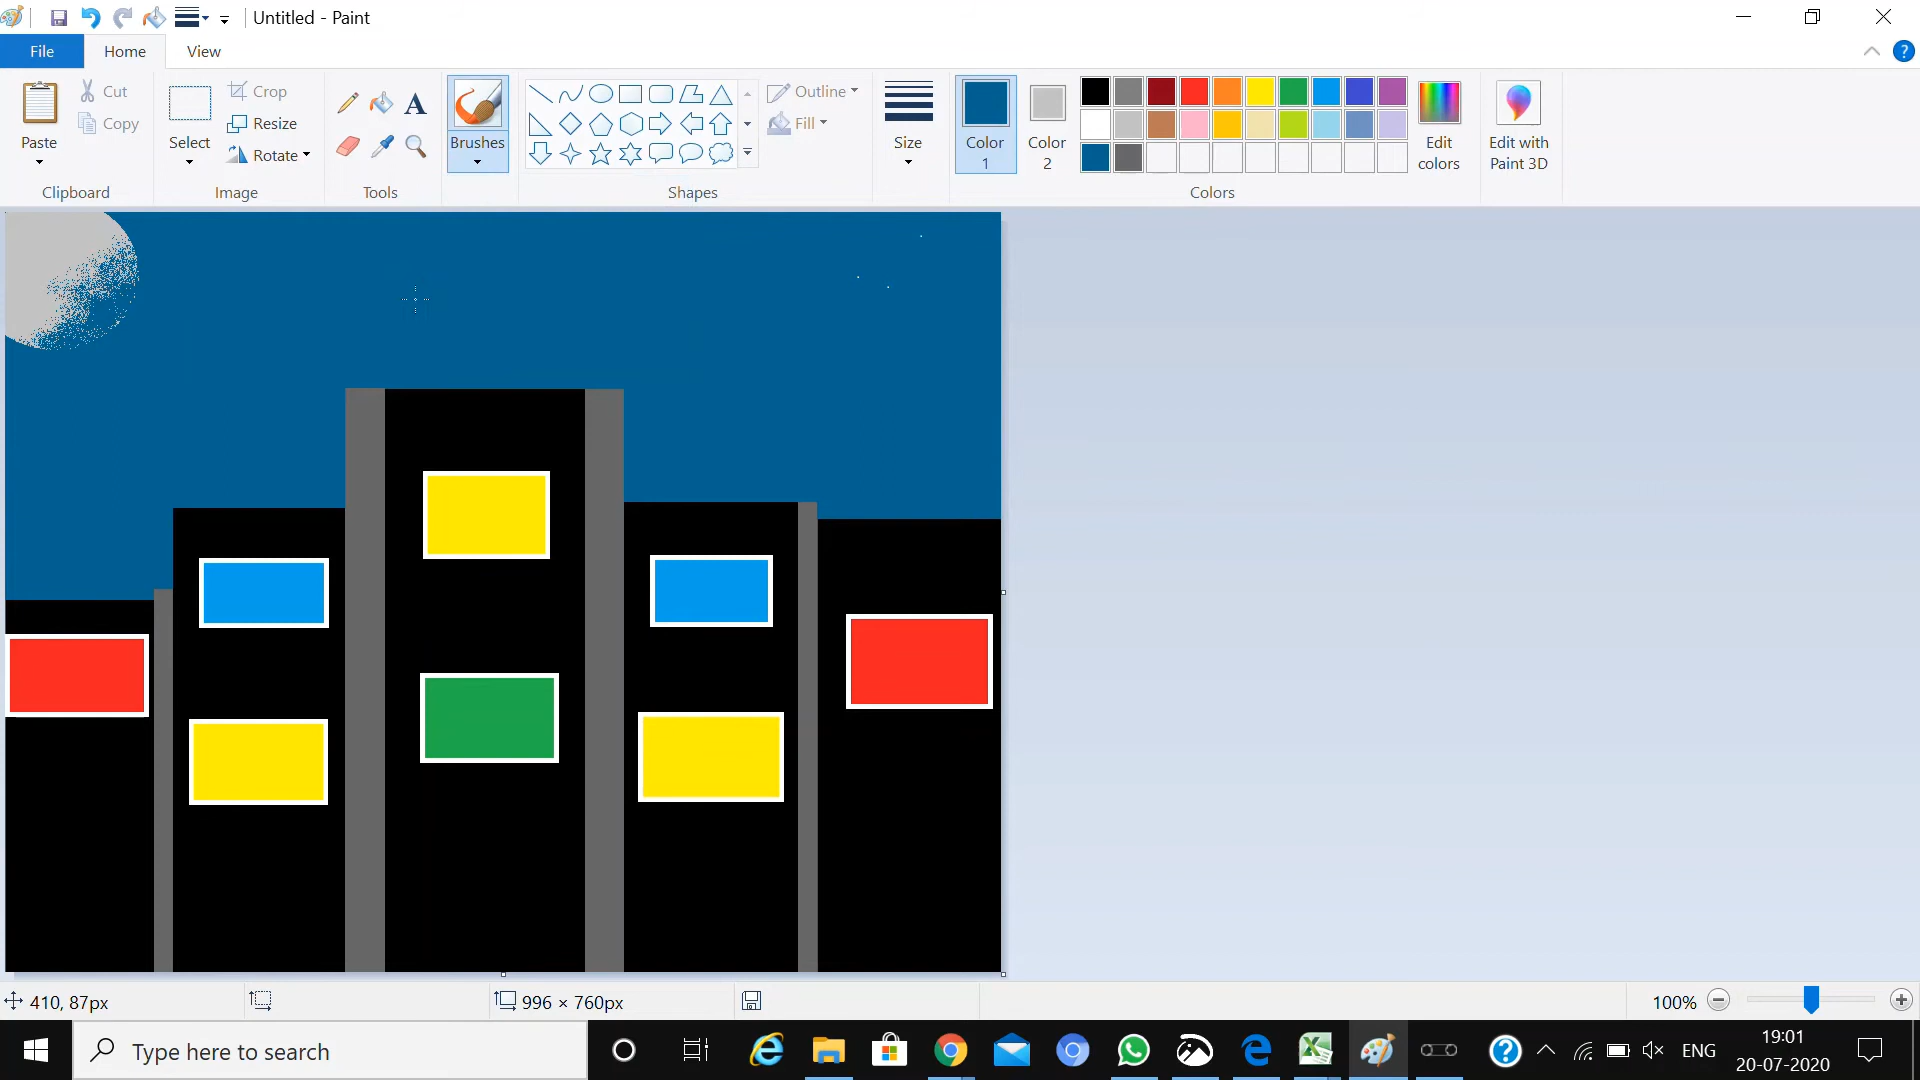 Untitled - Paint
File Home View
Paste
Cut
Copy
Clipboard
Select
Crop
Resize
Rotate
Image
Tools
Brushes
Shapes
Outline
Fill
Size
Color
1
Color
2
Colors
Edit
colors
Edit with
Paint 3D
410, 87px
996 × 760px
100%
Type here to search
ENG
19:01
20-07-2020